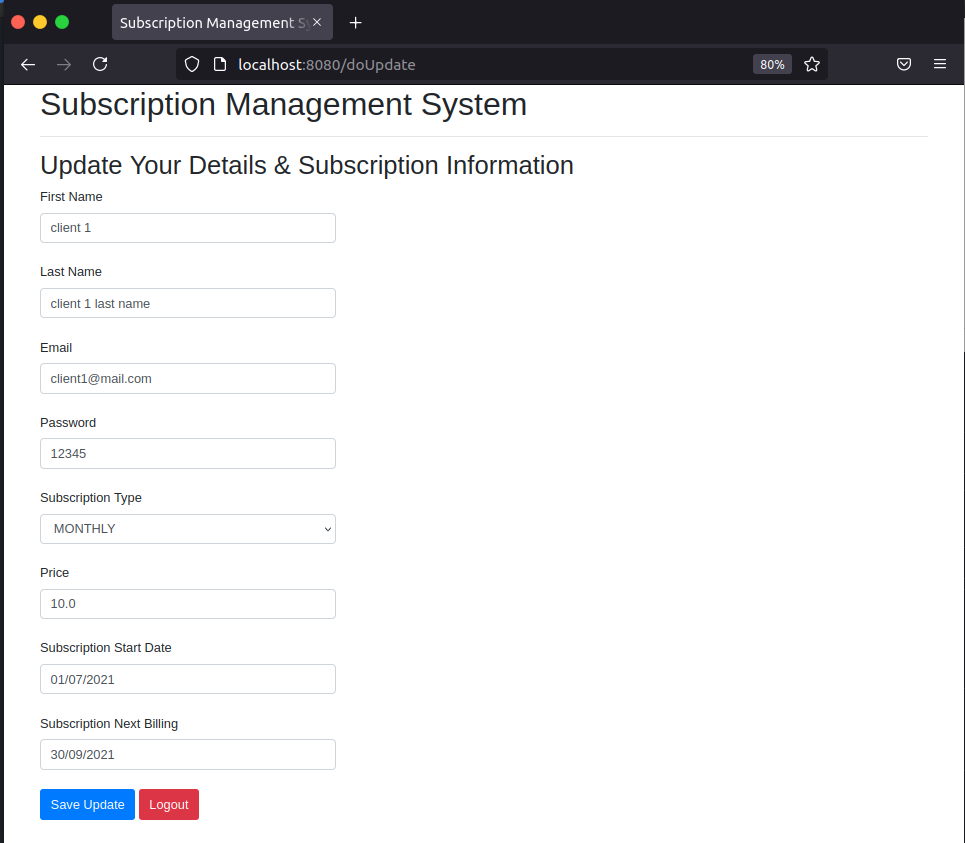 Subscription Management Sy
localhost:8080/doUpdate
80%
Subscription Management System
Update Your Details & Subscription Information
First Name
client 1
Last Name
client 1 last name
Email
client1@mail.com
Password
12345
Subscription Type
MONTHLY
Price
10.0
Subscription Start Date
01/07/2021
Subscription Next Billing
30/09/2021
Save Update Logout